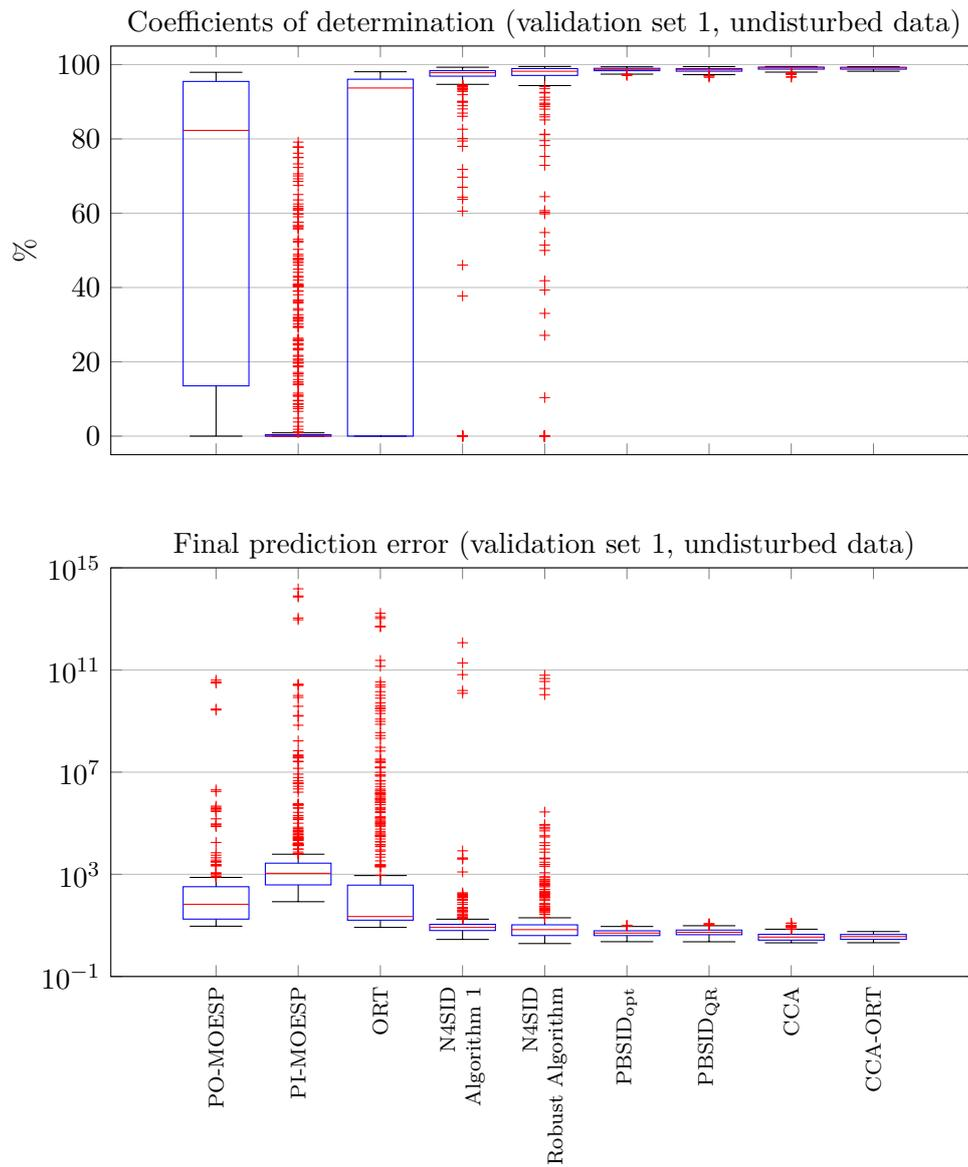 Coefficients of determination (validation set 1, undisturbed data)
100
80
60
40
20
0
%
Final prediction error (validation set 1, undisturbed data)
10^15
10^11
10^7
10^3
10^−1
PO-MOESP
PI-MOESP
ORT
N4SID
Algorithm 1
N4SID
Robust Algorithm
PBSID_opt
PBSID_QR
CCA
CCA-ORT